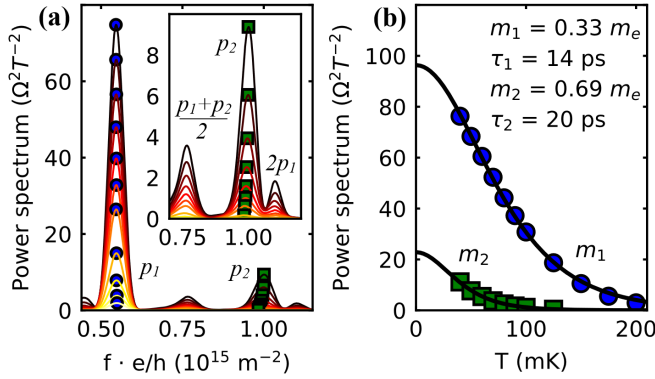 (a)
Power spectrum (Ω²T⁻²)
60
40
20
0
0.50
0.75
1.00
f · e/h (10¹⁵ m⁻²)
p₁
p₂
8
6
4
2
0
0.75
1.00
p₂
p₁+p₂
2
2p₁
(b)
Power spectrum (Ω²T⁻²)
100
80
60
40
20
0
0
100
200
T (mK)
m₁ = 0.33 mₑ
τ₁ = 14 ps
m₂ = 0.69 mₑ
τ₂ = 20 ps
m₂
m₁